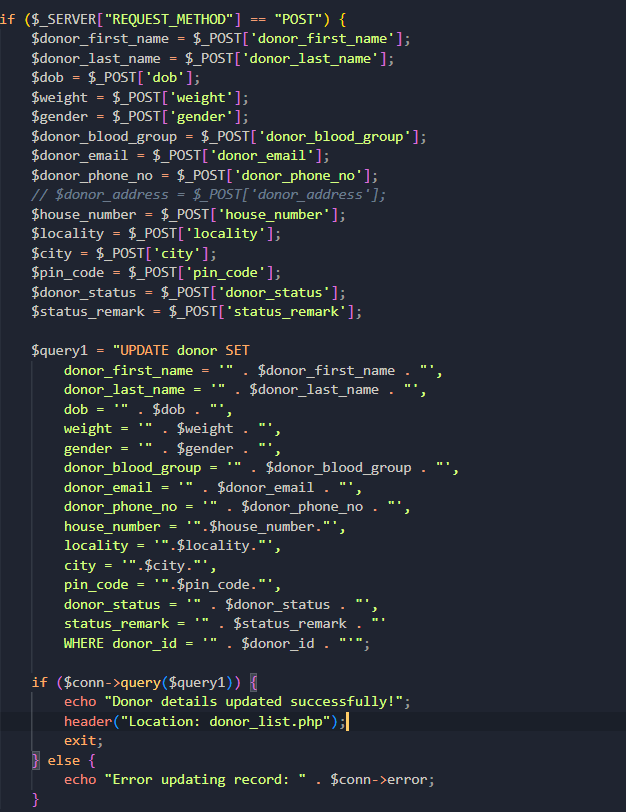 if ($_SERVER["REQUEST_METHOD"] == "POST") {
$donor_first_name = $_POST['donor_first_name'];
$donor_last_name = $_POST['donor_last_name'];
$dob = $_POST['dob'];
$weight = $_POST['weight'];
$gender = $_POST['gender'];
$donor_blood_group = $_POST['donor_blood_group'];
$donor_email = $_POST['donor_email'];
$donor_phone_no = $_POST['donor_phone_no'];
// $donor_address = $_POST['donor_address'];
$house_number = $_POST['house_number'];
$locality = $_POST['locality'];
$city = $_POST['city'];
$pin_code = $_POST['pin_code'];
$donor_status = $_POST['donor_status'];
$status_remark = $_POST['status_remark'];
$query1 = "UPDATE donor SET
donor_first_name = '" . $donor_first_name . "',
donor_last_name = '" . $donor_last_name . "',
dob = '" . $dob . "',
weight = '" . $weight . "',
gender = '" . $gender . "',
donor_blood_group = '" . $donor_blood_group . "',
donor_email = '" . $donor_email . "',
donor_phone_no = '" . $donor_phone_no . "',
house_number = '".$house_number."',
locality = '".$locality."',
city = '".$city."',
pin_code = '".$pin_code."',
donor_status = '" . $donor_status . "',
status_remark = '" . $status_remark . "'
WHERE donor_id = '" . $donor_id . "'";
if ($conn->query($query1)) {
echo "Donor details updated successfully!";
header("Location: donor_list.php");
exit;
} else {
echo "Error updating record: " . $conn->error;
}